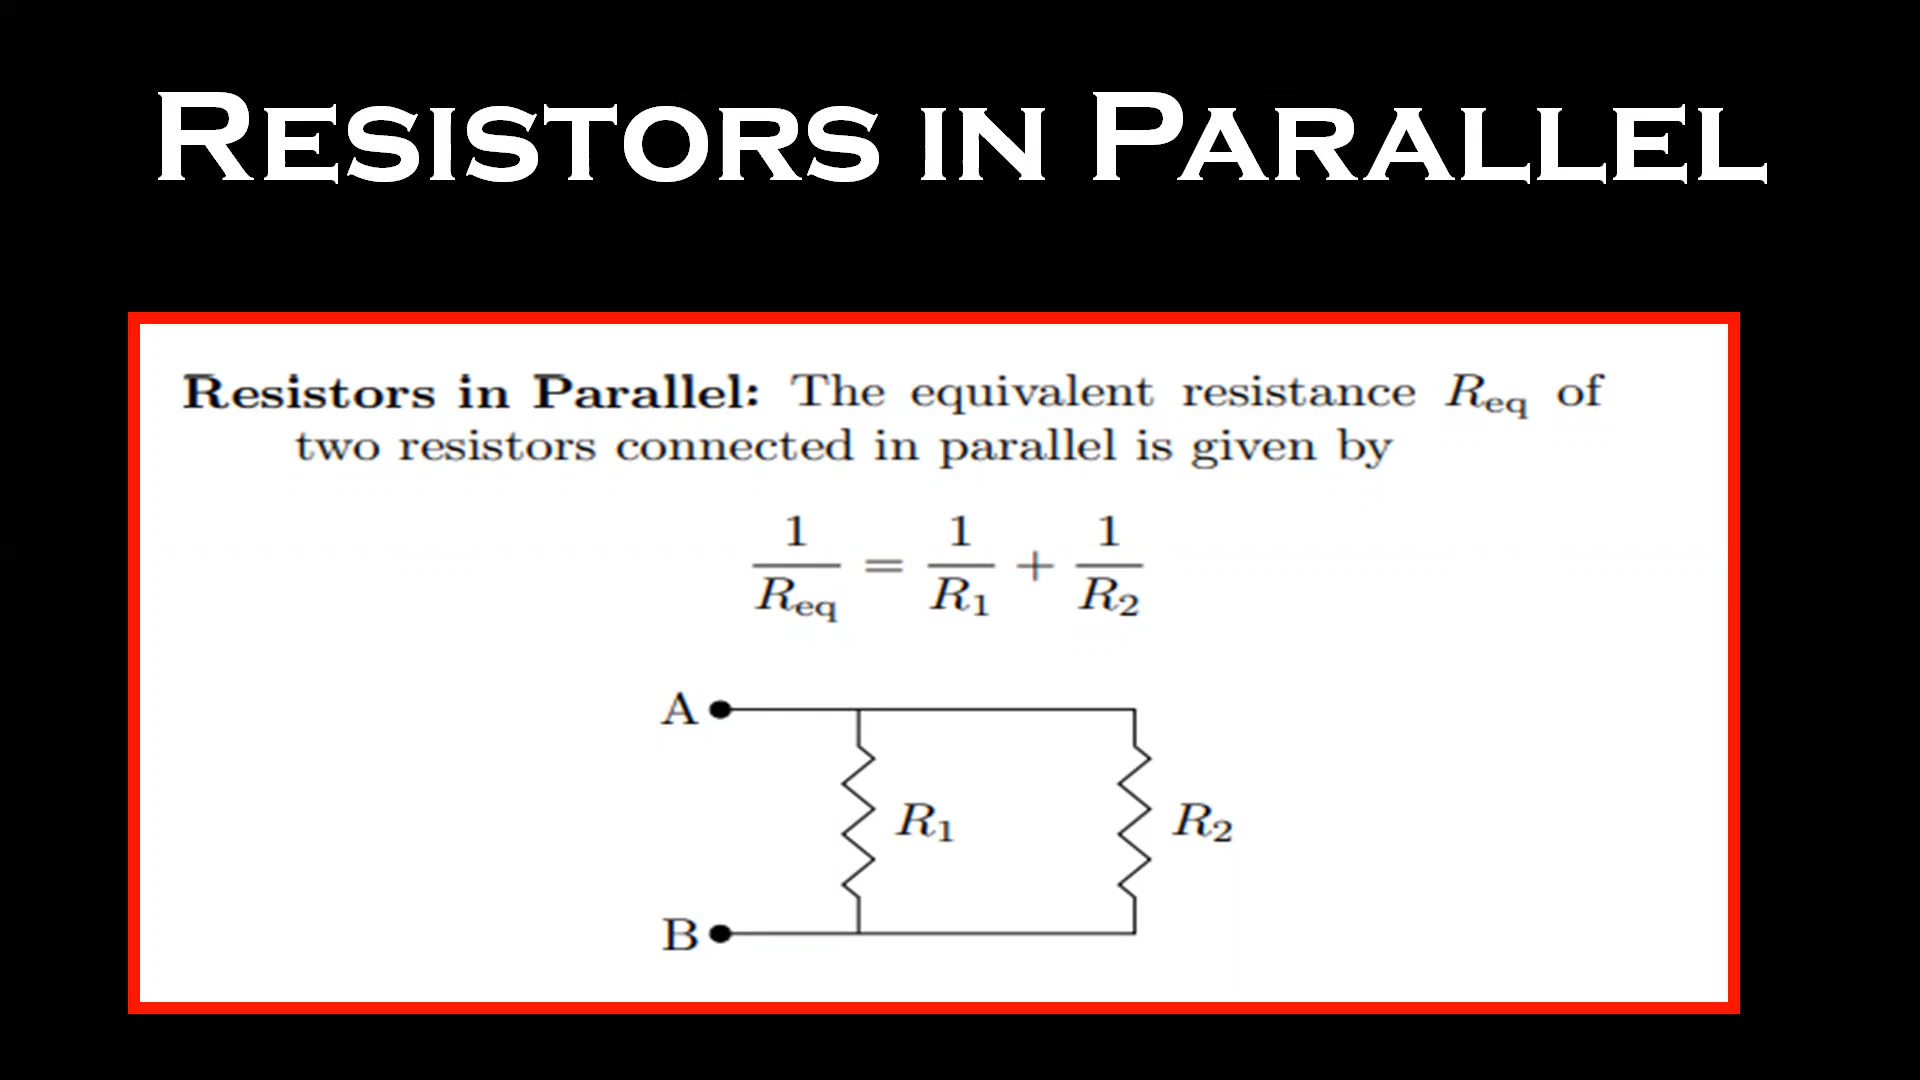 RESISTORS IN PARALLEL
Resistors in Parallel: The equivalent resistance R_eq of
two resistors connected in parallel is given by
1/R_eq = 1/R_1 + 1/R_2
A
R_1 R_2
B